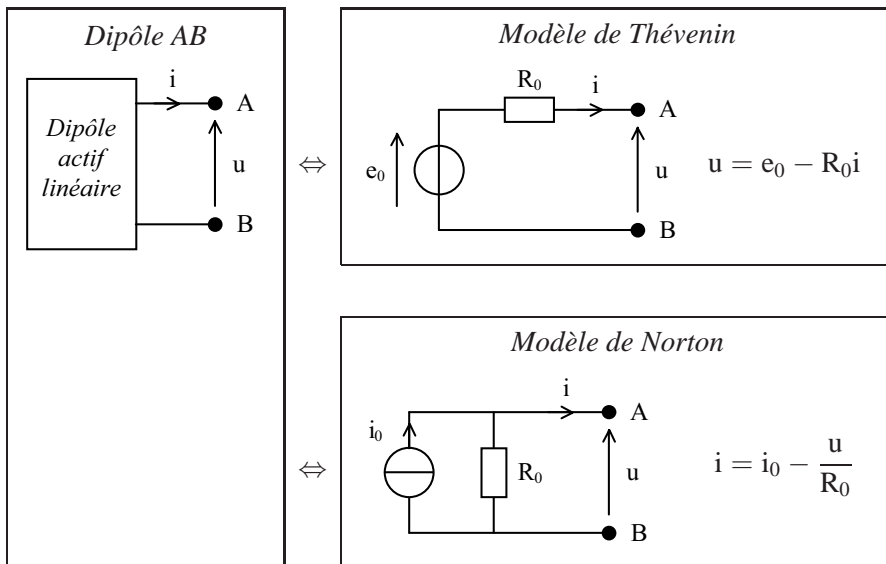 Dipôle AB
i
A
Dipôle
actif
linéaire
u
B
⇔
Modèle de Thévenin
R₀
i
A
e₀
u
u = e₀ − R₀i
B
⇔
Modèle de Norton
i
A
i₀
R₀
u
i = i₀ − u/R₀
B